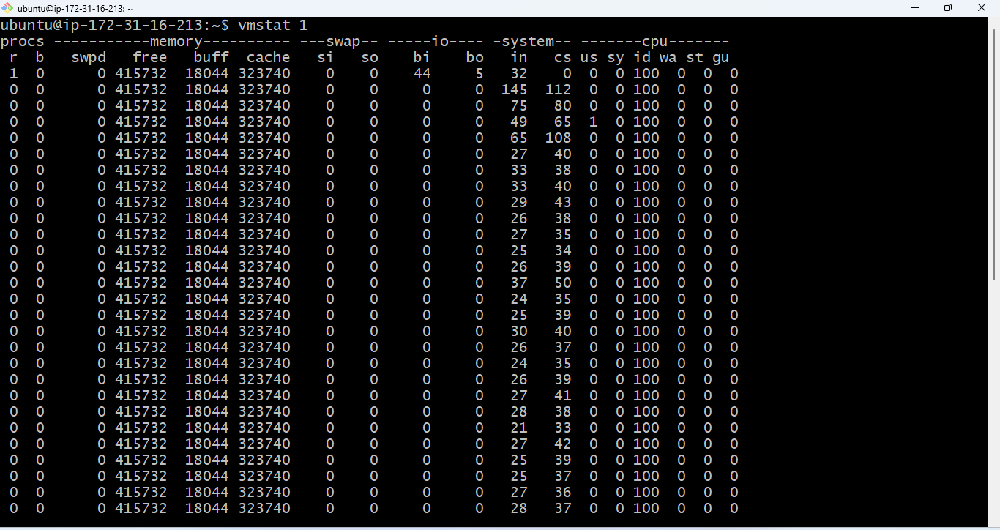 ubuntu@ip-172-31-16-213: ~
ubuntu@ip-172-31-16-213:~$ vmstat 1
procs -----------memory---------- ---swap-- -----io---- -system-- -------cpu-------
 r  b   swpd   free   buff  cache   si   so    bi    bo   in   cs us sy id wa st gu
 1  0      0 415732  18044 323740    0    0    44     5   32    0  0  0 100  0  0  0
 0  0      0 415732  18044 323740    0    0     0     0  145  112  0  0 100  0  0  0
 0  0      0 415732  18044 323740    0    0     0     0   75   80  0  0 100  0  0  0
 0  0      0 415732  18044 323740    0    0     0     0   49   65  1  0 100  0  0  0
 0  0      0 415732  18044 323740    0    0     0     0   65  108  0  0 100  0  0  0
 0  0      0 415732  18044 323740    0    0     0     0   27   40  0  0 100  0  0  0
 0  0      0 415732  18044 323740    0    0     0     0   33   38  0  0 100  0  0  0
 0  0      0 415732  18044 323740    0    0     0     0   33   40  0  0 100  0  0  0
 0  0      0 415732  18044 323740    0    0     0     0   29   43  0  0 100  0  0  0
 0  0      0 415732  18044 323740    0    0     0     0   26   38  0  0 100  0  0  0
 0  0      0 415732  18044 323740    0    0     0     0   27   35  0  0 100  0  0  0
 0  0      0 415732  18044 323740    0    0     0     0   25   34  0  0 100  0  0  0
 0  0      0 415732  18044 323740    0    0     0     0   26   39  0  0 100  0  0  0
 0  0      0 415732  18044 323740    0    0     0     0   37   50  0  0 100  0  0  0
 0  0      0 415732  18044 323740    0    0     0     0   24   35  0  0 100  0  0  0
 0  0      0 415732  18044 323740    0    0     0     0   25   39  0  0 100  0  0  0
 0  0      0 415732  18044 323740    0    0     0     0   30   40  0  0 100  0  0  0
 0  0      0 415732  18044 323740    0    0     0     0   26   37  0  0 100  0  0  0
 0  0      0 415732  18044 323740    0    0     0     0   24   35  0  0 100  0  0  0
 0  0      0 415732  18044 323740    0    0     0     0   26   39  0  0 100  0  0  0
 0  0      0 415732  18044 323740    0    0     0     0   27   41  0  0 100  0  0  0
 0  0      0 415732  18044 323740    0    0     0     0   28   38  0  0 100  0  0  0
 0  0      0 415732  18044 323740    0    0     0     0   21   33  0  0 100  0  0  0
 0  0      0 415732  18044 323740    0    0     0     0   27   42  0  0 100  0  0  0
 0  0      0 415732  18044 323740    0    0     0     0   25   39  0  0 100  0  0  0
 0  0      0 415732  18044 323740    0    0     0     0   25   37  0  0 100  0  0  0
 0  0      0 415732  18044 323740    0    0     0     0   27   36  0  0 100  0  0  0
 0  0      0 415732  18044 323740    0    0     0     0   28   37  0  0 100  0  0  0